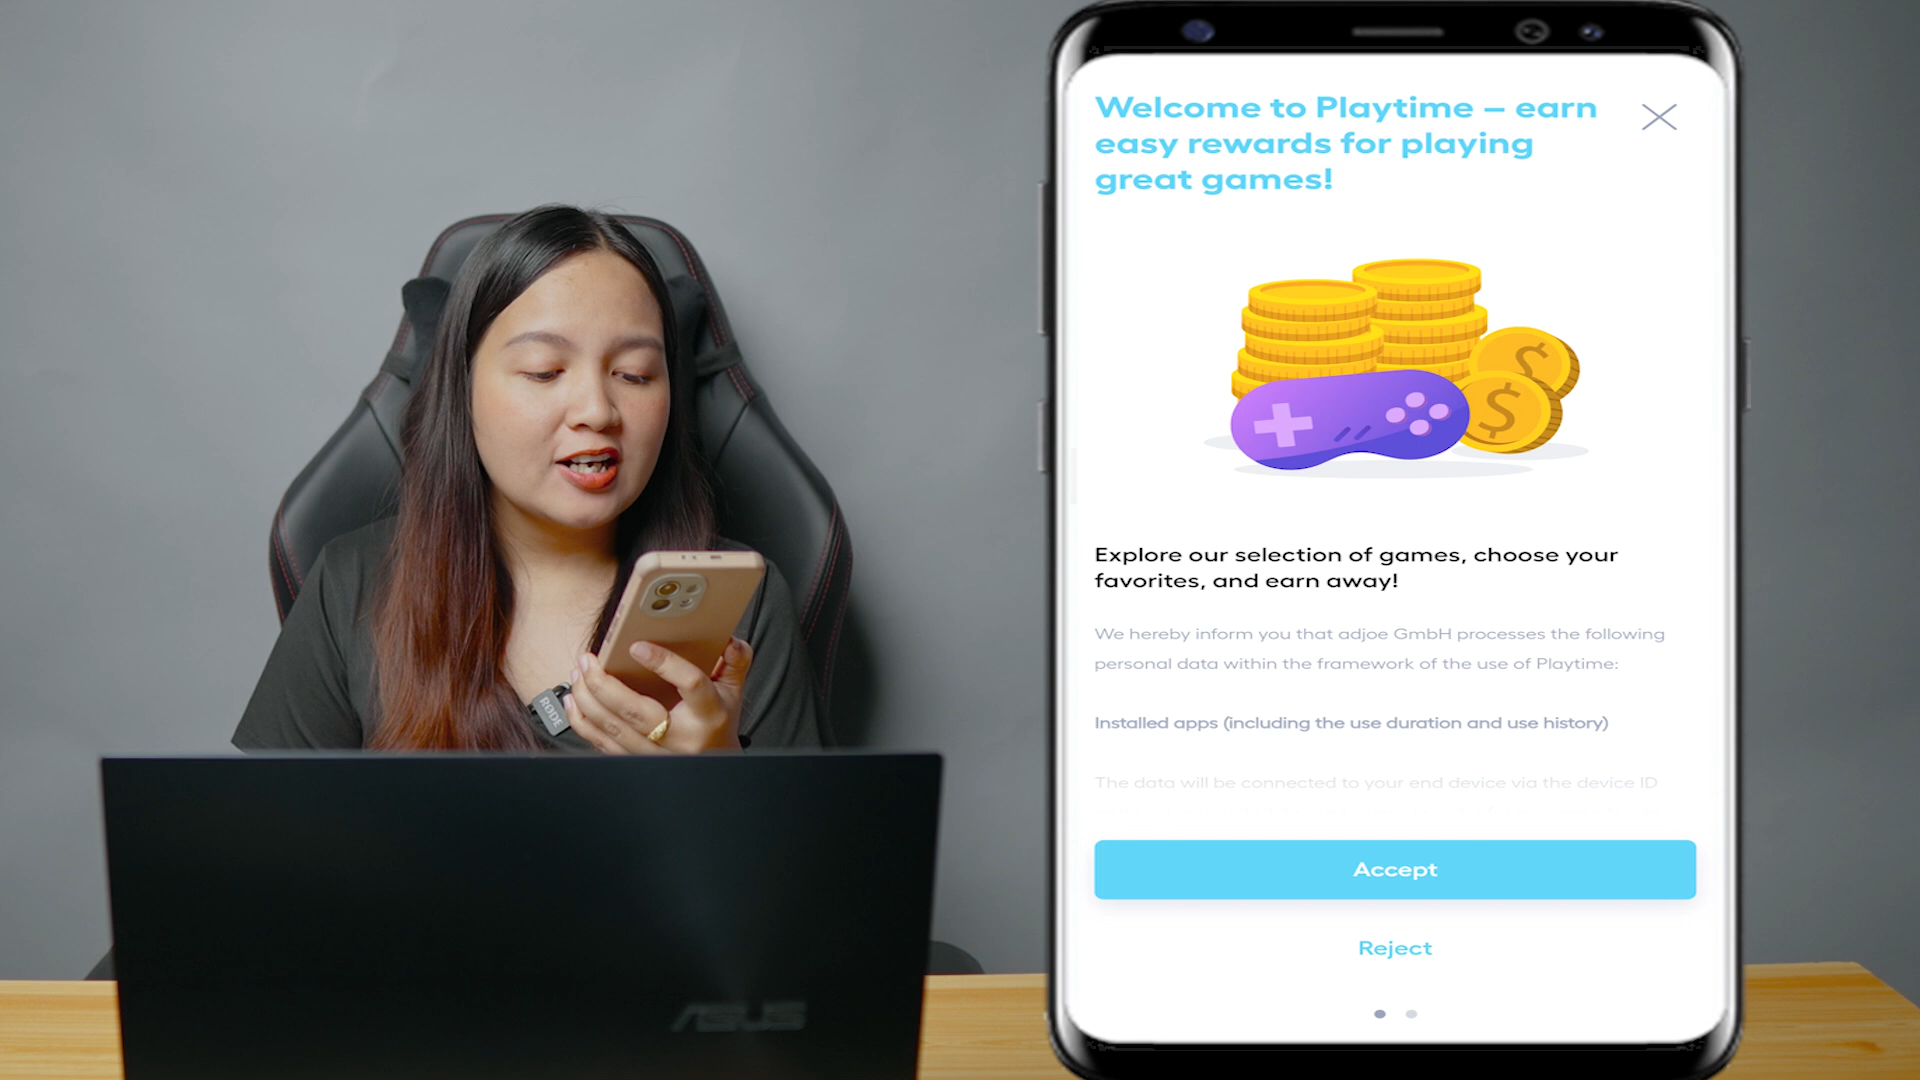 Welcome to Playtime – earn
easy rewards for playing
great games!
Explore our selection of games, choose your
favorites, and earn away!
We hereby inform you that adjoe GmbH processes the following
personal data within the framework of the use of Playtime:
Installed apps (including the use duration and use history)
The data will be connected to your end device via the device ID
Accept
Reject
RØDE
ASUS